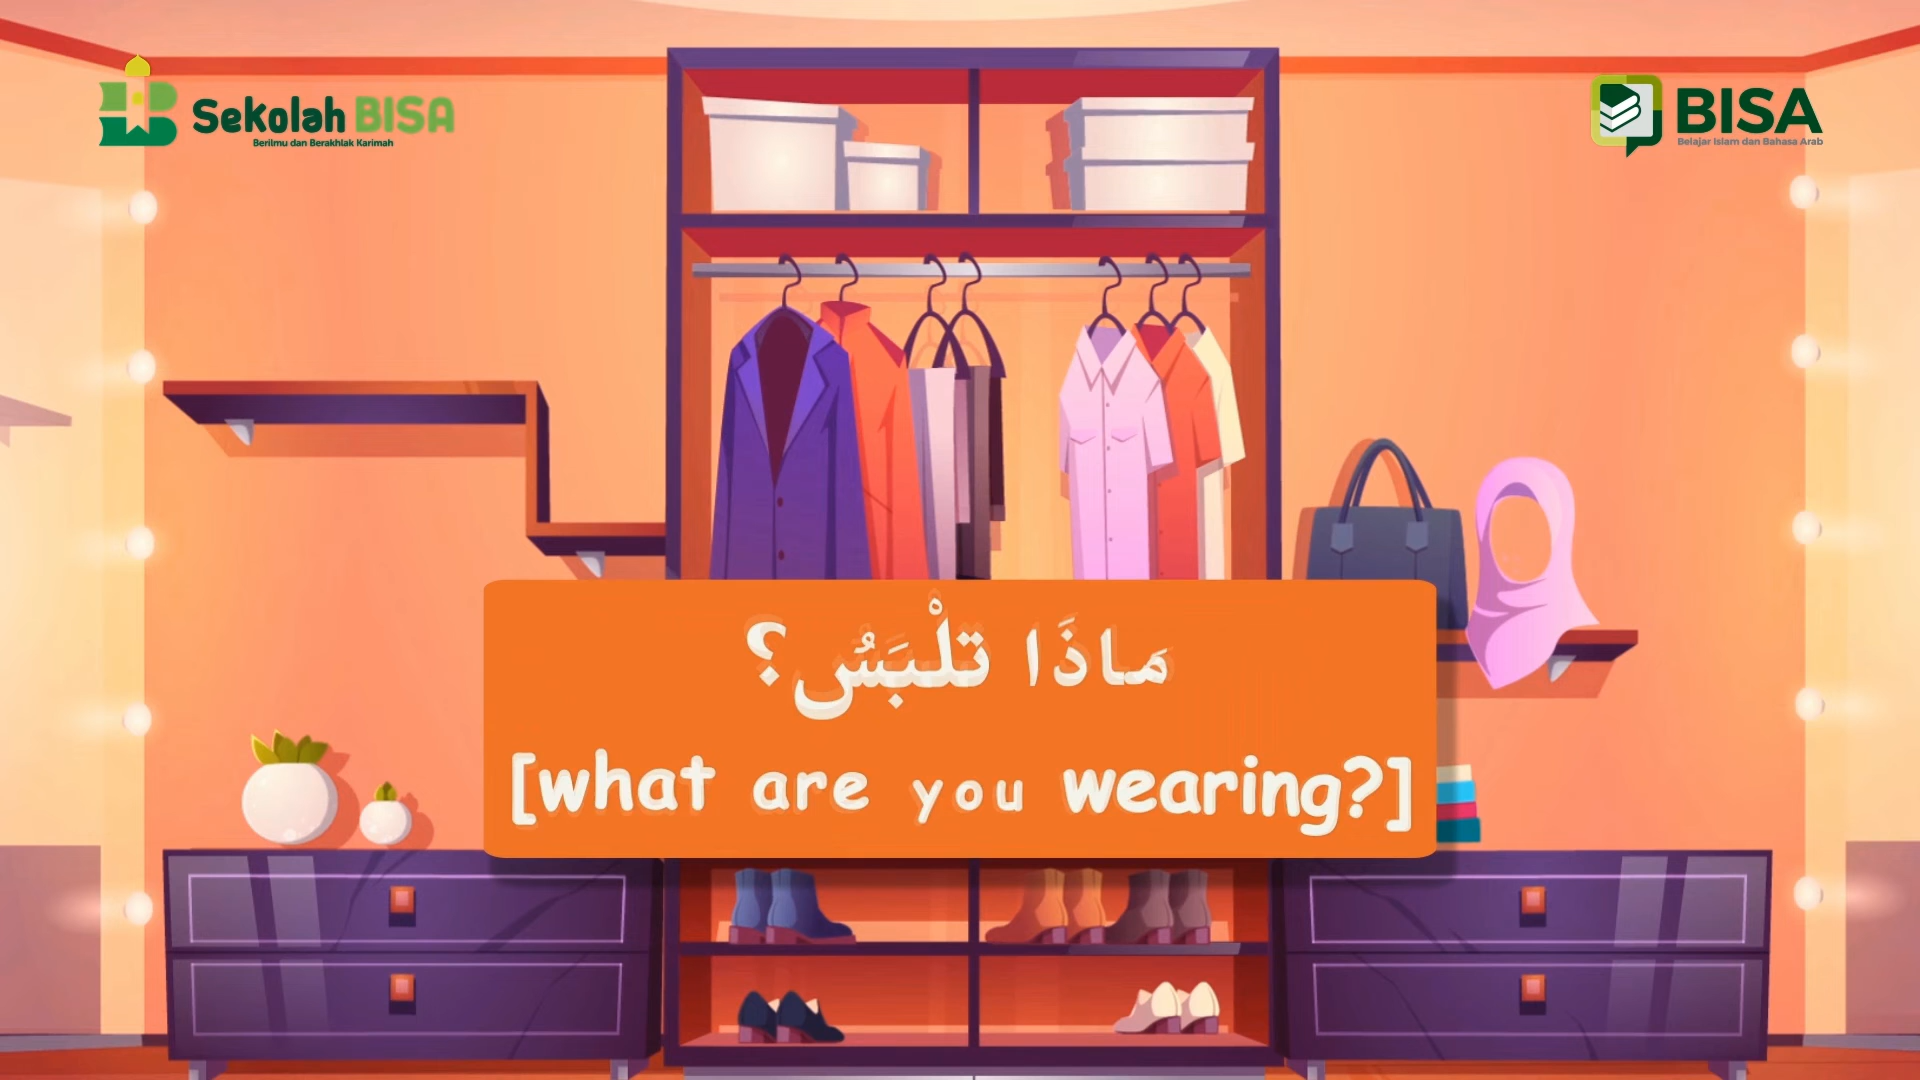 Sekolah BISA
Berilmu dan Berakhlak Karimah
BISA
Belajar Islam dan Bahasa Arab
مَاذَا تَلْبَسُ؟
[what are you wearing?]